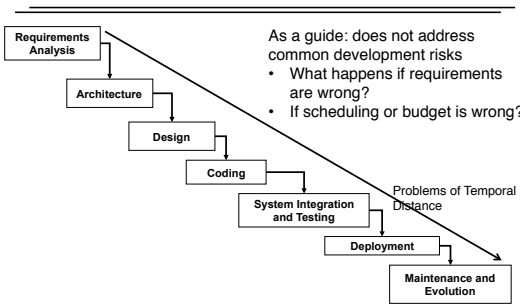 Requirements
Analysis
As a guide: does not address
common development risks
• What happens if requirements
are wrong?
• If scheduling or budget is wrong?
Architecture
Design
Coding
Problems of Temporal
Distance
System Integration
and Testing
Deployment
Maintenance and
Evolution